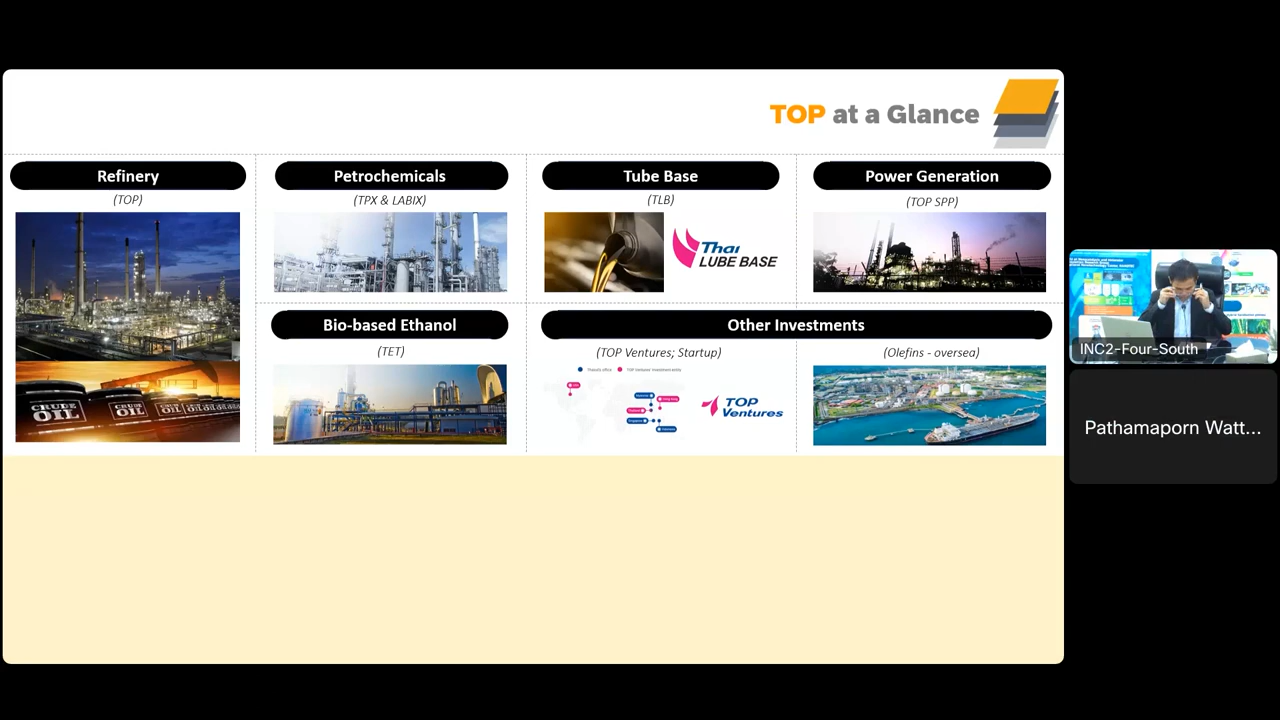 TOP at a Glance
Refinery
(TOP)
CRUDE OIL
CRUDE OIL
Petrochemicals
(TPX & LABIX)
Tube Base
(TLB)
Thai
LUBE BASE
Power Generation
(TOP SPP)
Bio-based Ethanol
(TET)
Other Investments
(TOP Ventures; Startup)
TOP
Ventures
(Olefins - oversea)
INC2-Four-South
Pathamaporn Watt...